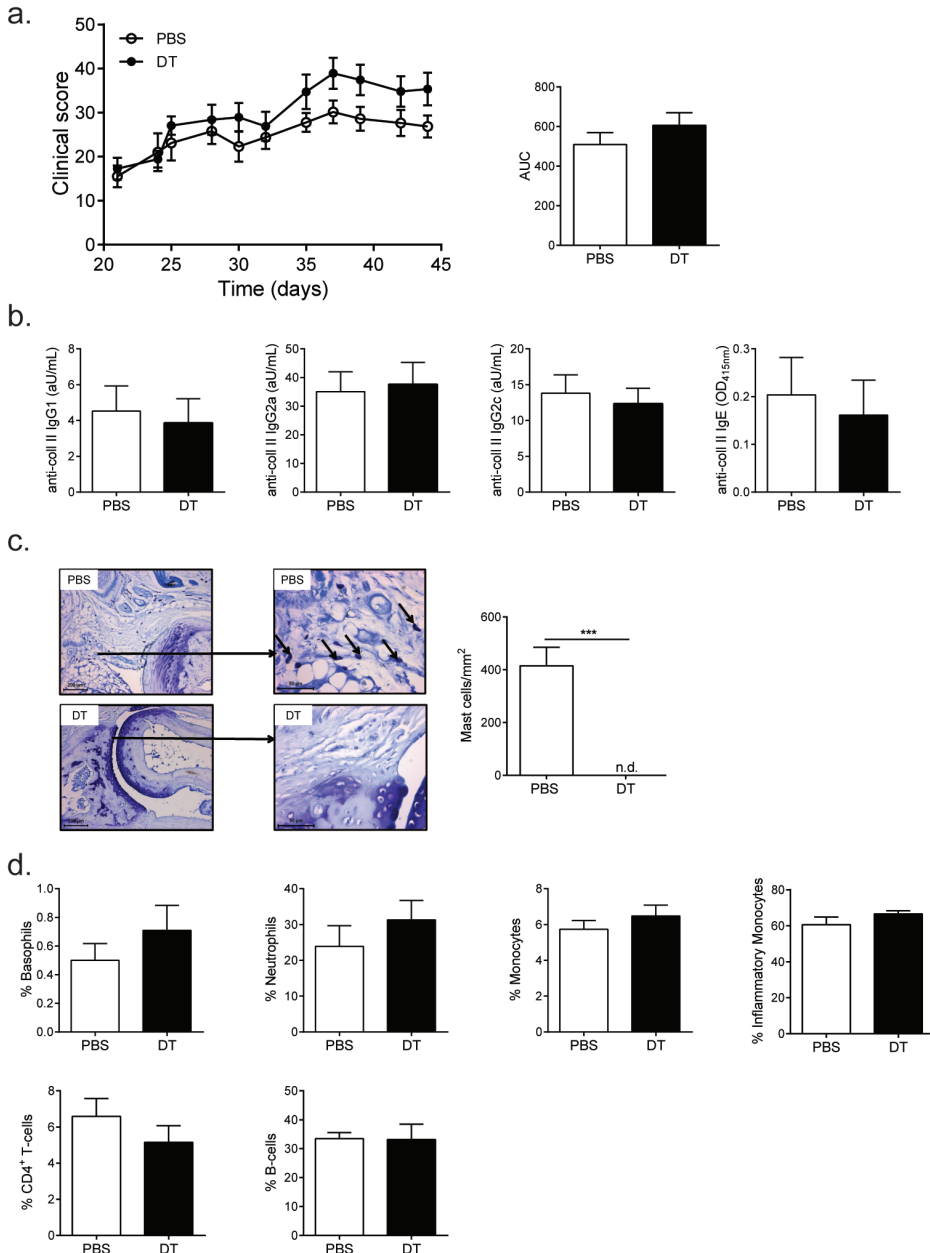 a.
PBS
DT
Clinical score
50
40
30
20
10
0
20 25 30 35 40 45
Time (days)
AUC
800
600
400
200
0
PBS DT
b.
anti-coll II IgG1 (aU/mL)
8
6
4
2
0
PBS DT
anti-coll II IgG2a (aU/mL)
50
40
30
20
10
0
PBS DT
anti-coll II IgG2c (aU/mL)
20
15
10
5
0
PBS DT
anti-coll II IgE (OD415nm)
0.3
0.2
0.1
0.0
PBS DT
c.
PBS
PBS
DT
DT
Mast cells/mm2
600
400
200
0
***
n.d.
PBS DT
d.
% Basophils
1.0
0.8
0.6
0.4
0.2
0.0
PBS DT
% Neutrophils
40
30
20
10
0
PBS DT
% Monocytes
8
6
4
2
0
PBS DT
% Inflammatory Monocytes
80
60
40
20
0
PBS DT
% CD4+ T-cells
8
6
4
2
0
PBS DT
% B-cells
50
40
30
20
10
0
PBS DT